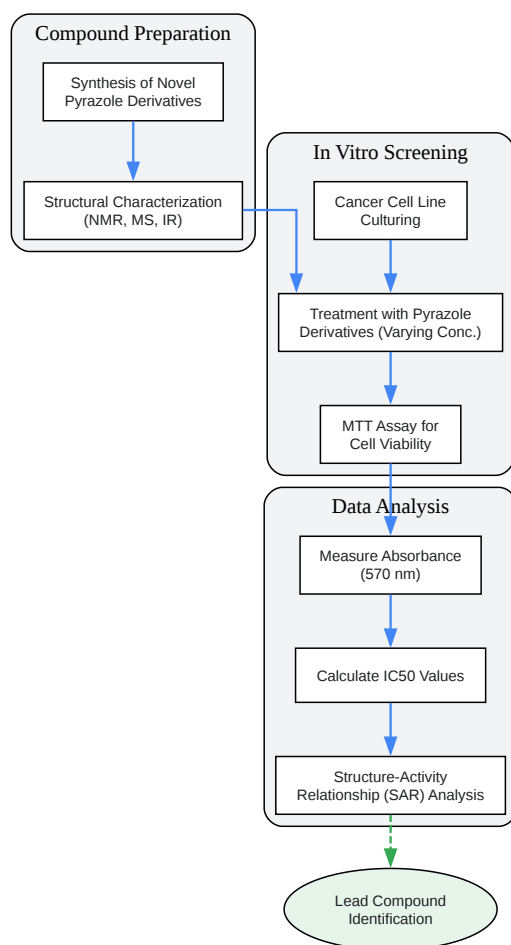 Compound Preparation
Synthesis of Novel
Pyrazole Derivatives
Structural Characterization
(NMR, MS, IR)
In Vitro Screening
Cancer Cell Line
Culturing
Treatment with Pyrazole
Derivatives (Varying Conc.)
MTT Assay for
Cell Viability
Data Analysis
Measure Absorbance
(570 nm)
Calculate IC50 Values
Structure-Activity
Relationship (SAR) Analysis
Lead Compound
Identification